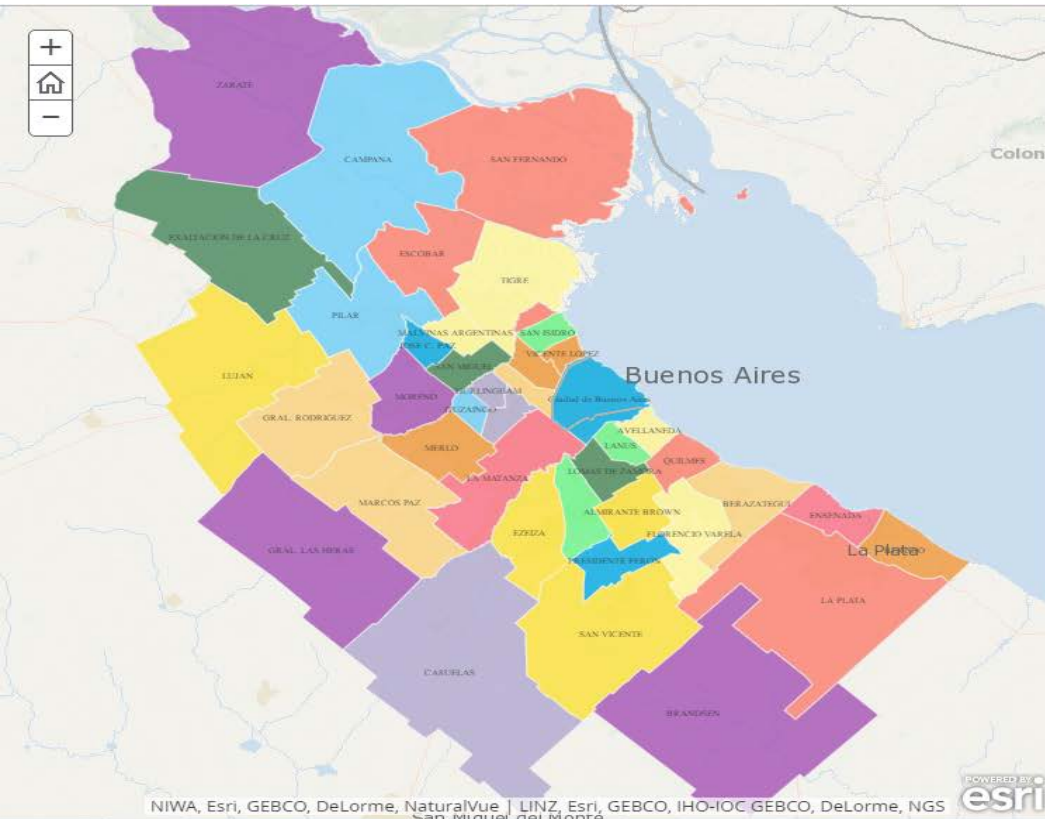 +
−
ZARATE
CAMPANA
SAN FERNANDO
Colon
EXALTACION DE LA CRUZ
ESCOBAR
TIGRE
PILAR
MALVINAS ARGENTINAS
SAN ISIDRO
JOSE C. PAZ
VICENTE LOPEZ
SAN MIGUEL
LUJAN
Buenos Aires
HURLINGHAM
MORENO
Ciudad de Buenos Aires
ITUZAINGO
GRAL. RODRIGUEZ
AVELLANEDA
MERLO
LANUS
QUILMES
LOMAS DE ZAMORA
LA MATANZA
MARCOS PAZ
BERAZATEGUI
ALMIRANTE BROWN
ENSENADA
EZEIZA
FLORENCIO VARELA
GRAL. LAS HERAS
La Plata
PRESIDENTE PERON
LA PLATA
SAN VICENTE
CAÑUELAS
BRANDSEN
POWERED BY
esri
NIWA, Esri, GEBCO, DeLorme, NaturalVue | LINZ, Esri, GEBCO, IHO-IOC GEBCO, DeLorme, NGS
San Miguel del Monte